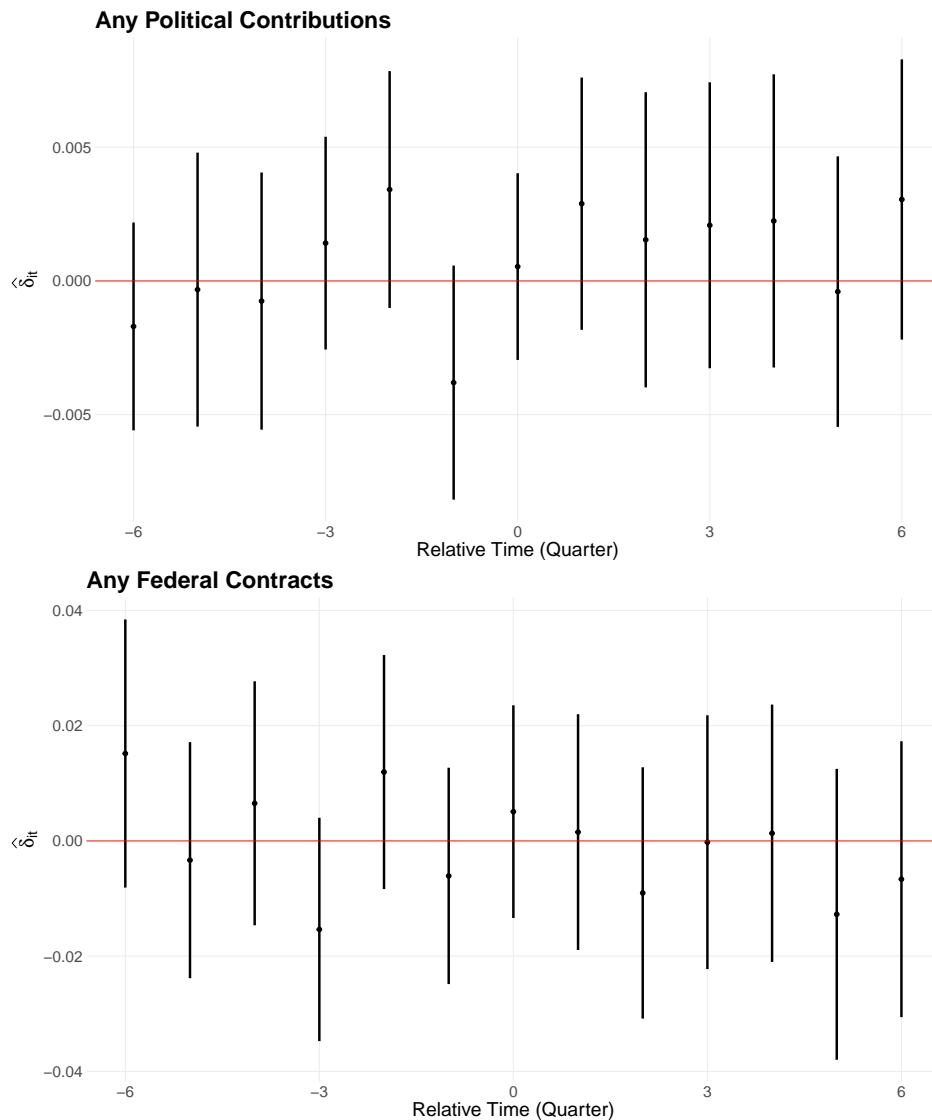 Any Political Contributions
0.005
0.000
−0.005
δ̂it
−6 −3 0 3 6
Relative Time (Quarter)
Any Federal Contracts
0.04
0.02
0.00
−0.02
−0.04
δ̂it
−6 −3 0 3 6
Relative Time (Quarter)